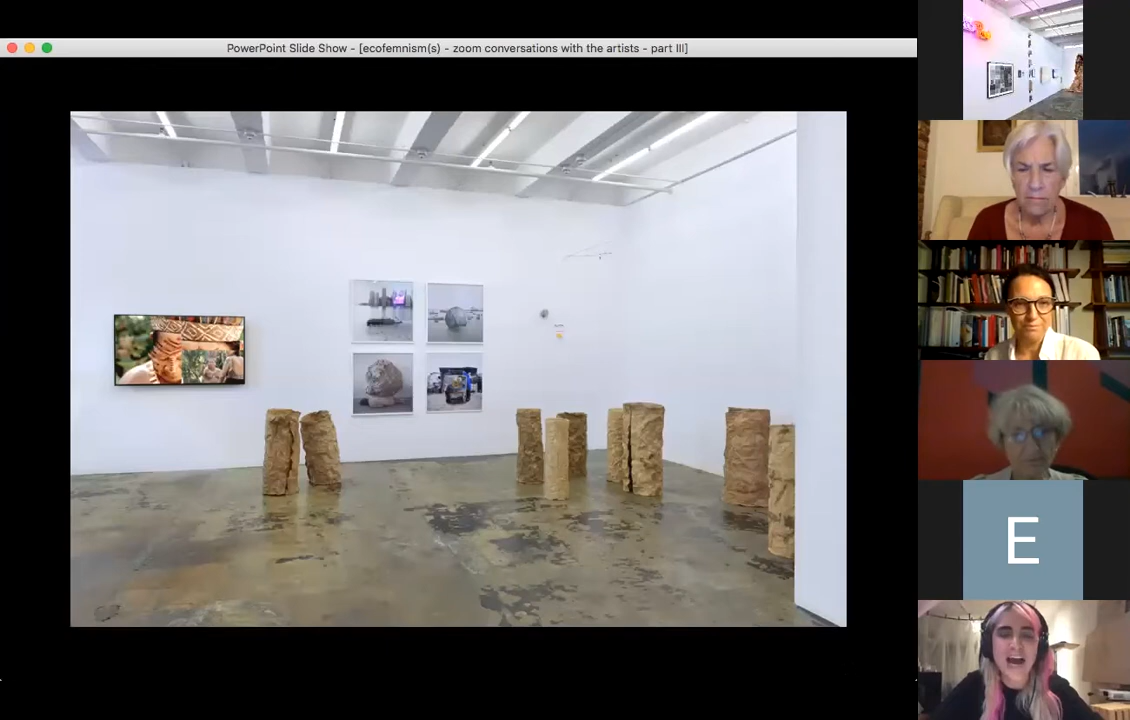 PowerPoint Slide Show - [ecofemnism(s) - zoom conversations with the artists - part III]
E